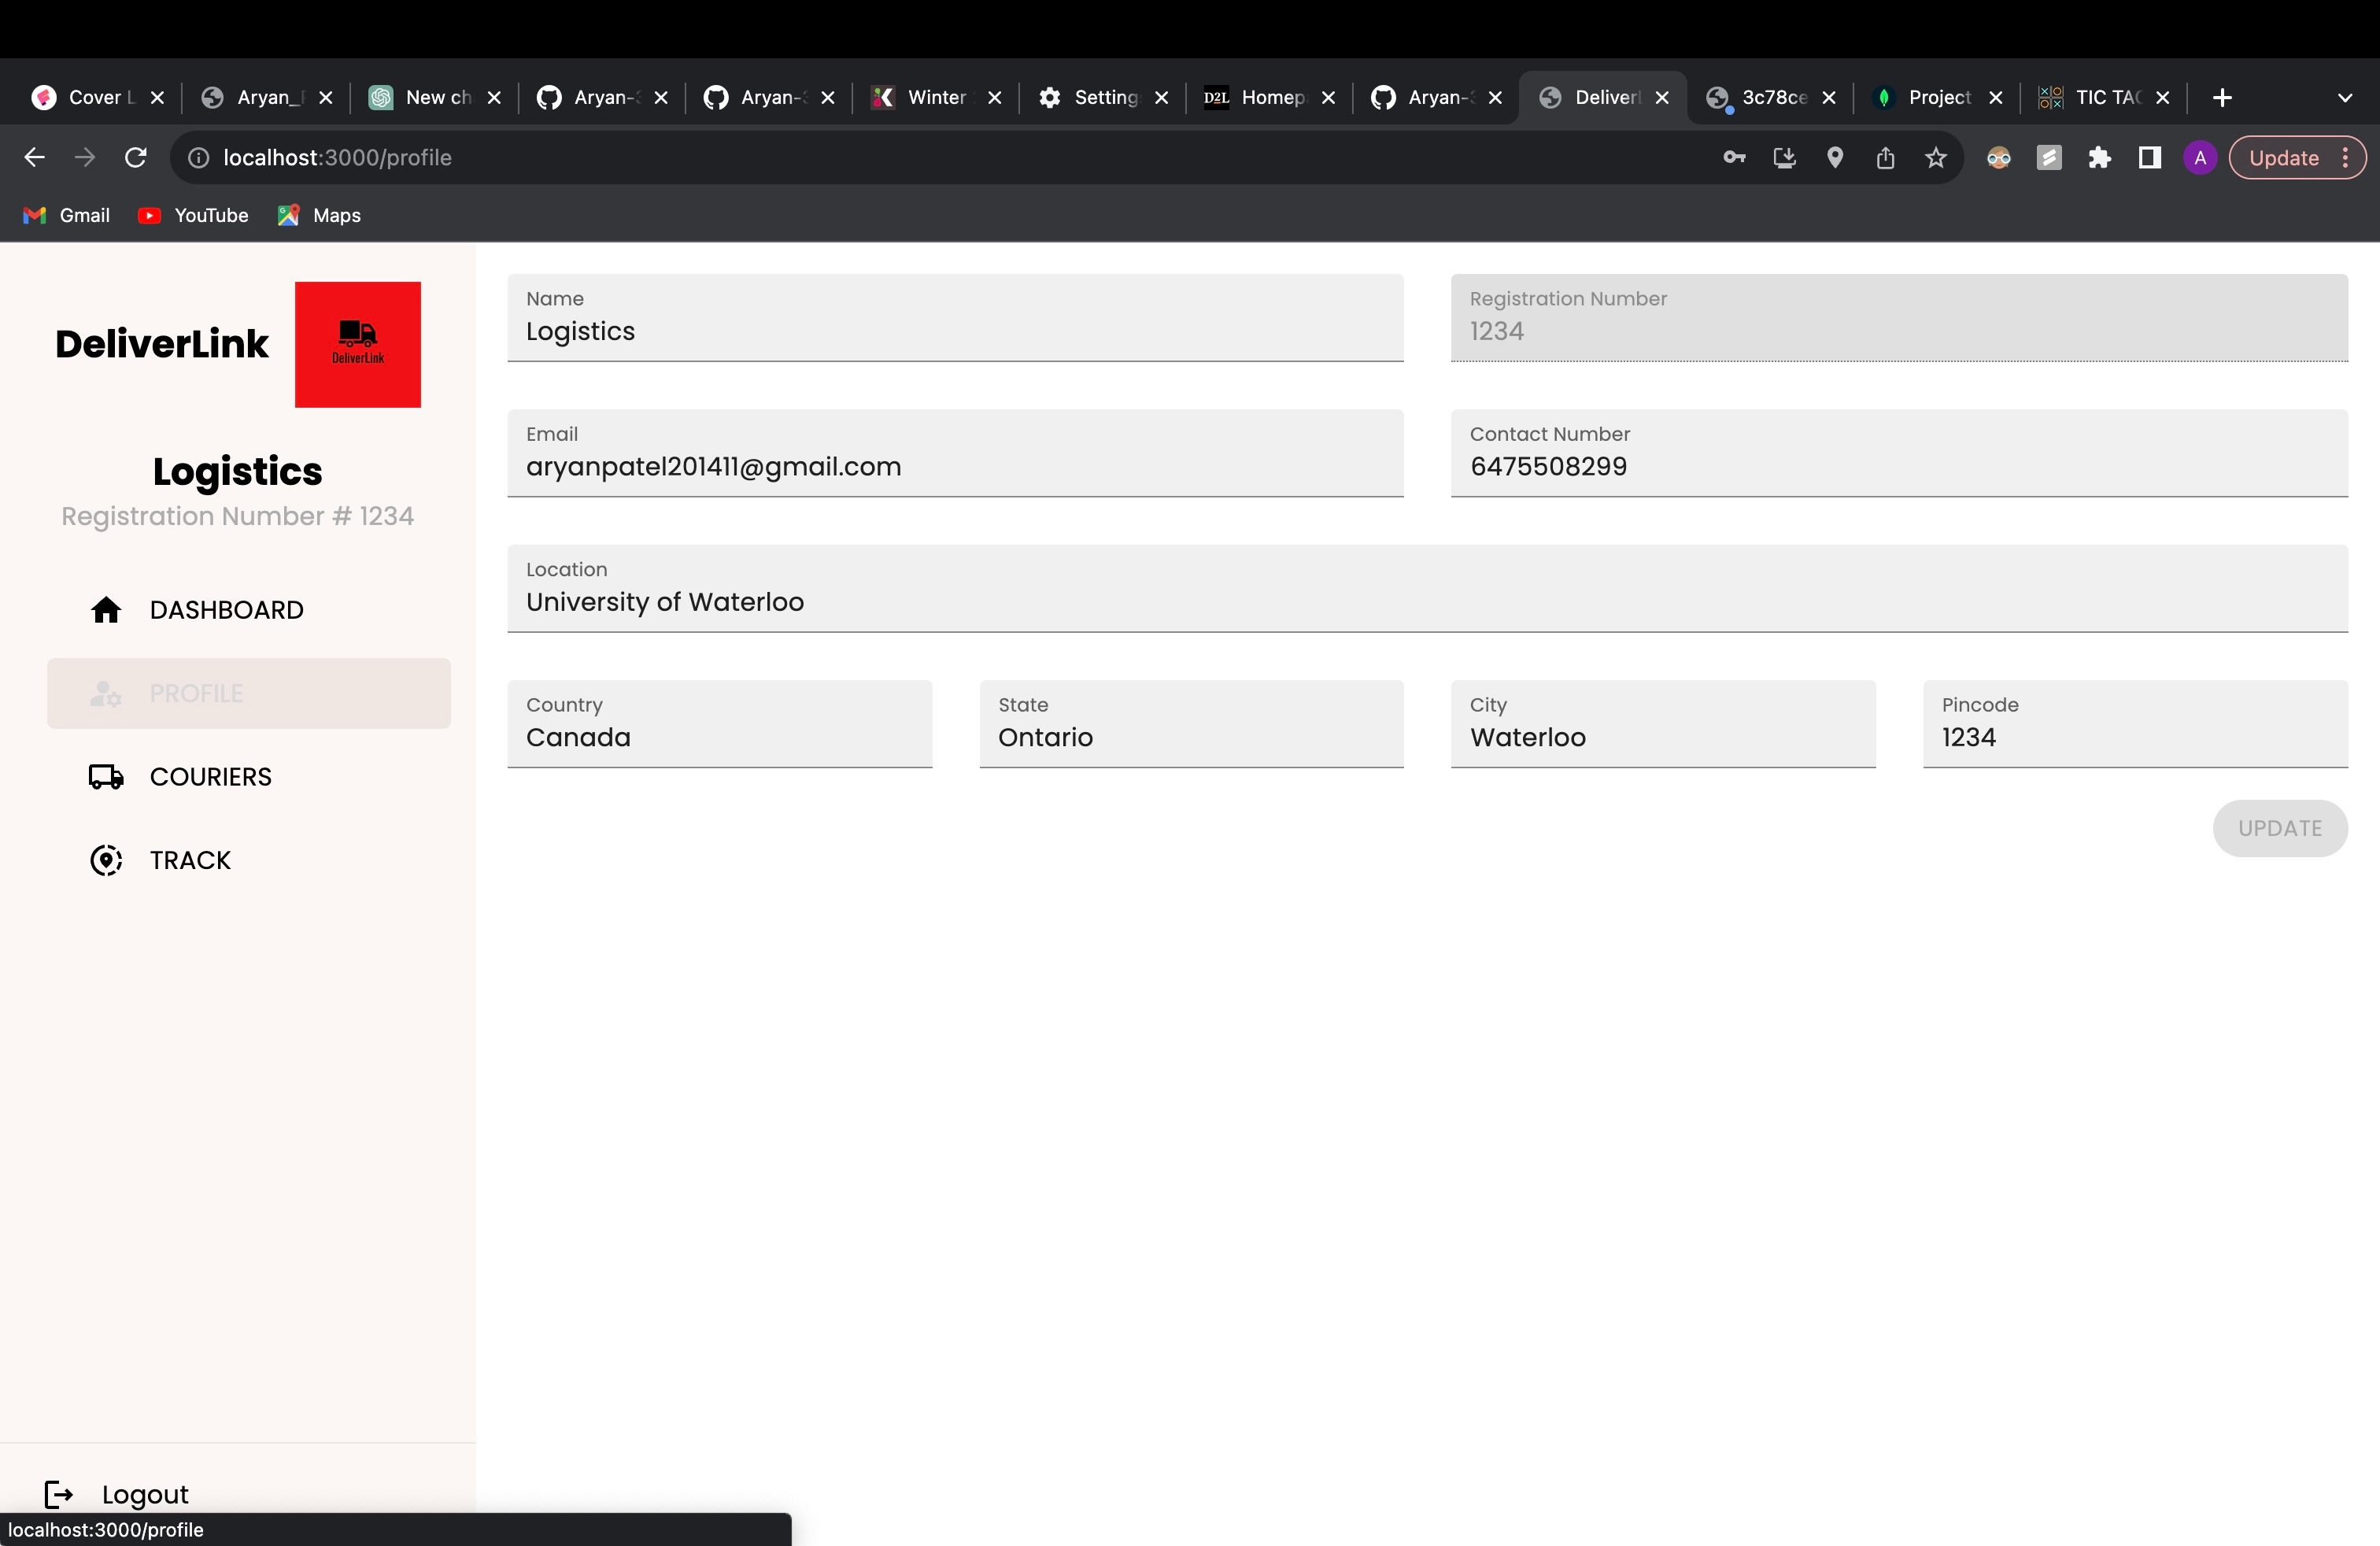 Cover L Aryan_ New ch Aryan- Aryan- Winter Setting Homep Aryan- Deliver 3c78ce Project TIC TAC
localhost:3000/profile
Update
A
Gmail YouTube Maps
DeliverLink
DeliverLink
Logistics
Registration Number # 1234
DASHBOARD
PROFILE
COURIERS
TRACK
Logout
Name
Logistics
Registration Number
1234
Email
aryanpatel201411@gmail.com
Contact Number
6475508299
Location
University of Waterloo
Country
Canada
State
Ontario
City
Waterloo
Pincode
1234
UPDATE
localhost:3000/profile